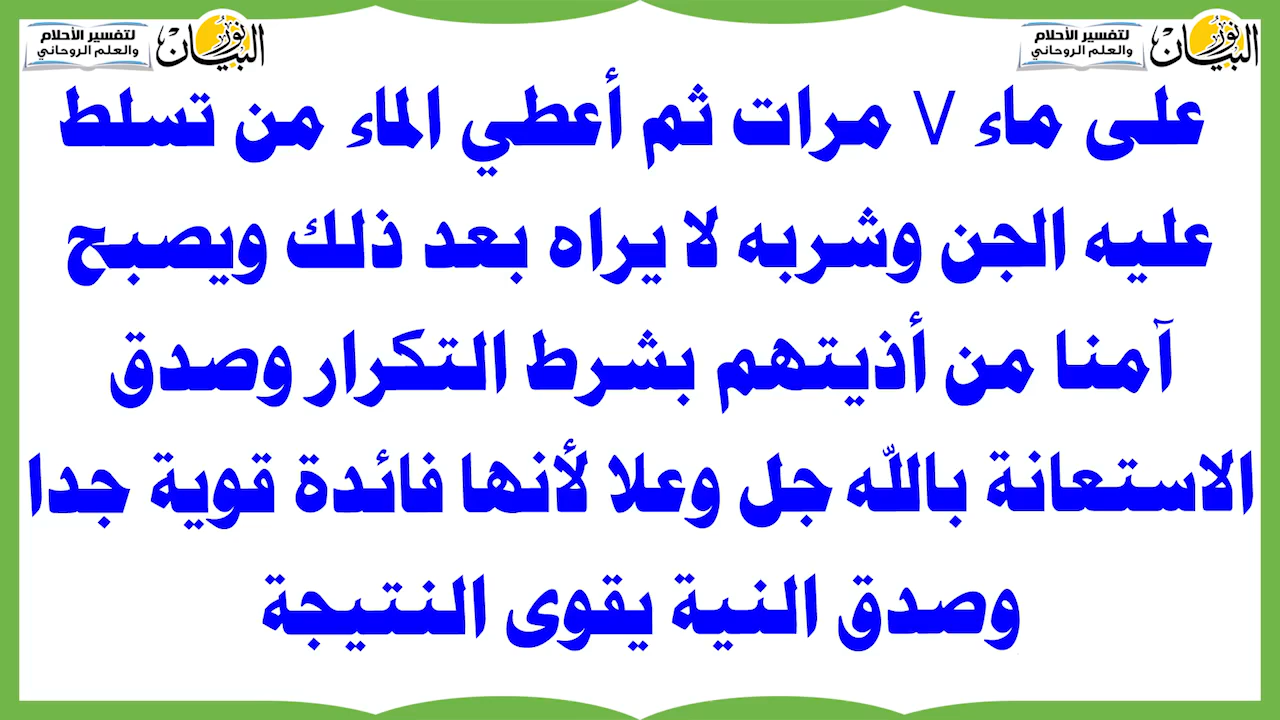 نور البيان
لتفسير الأحلام
والعلم الروحاني
نور البيان
لتفسير الأحلام
والعلم الروحاني
على ماء ٧ مرات ثم أعطي الماء من تسلط
عليه الجن وشربه لا يراه بعد ذلك ويصبح
آمنا من أذيتهم بشرط التكرار وصدق
الاستعانة بالله جل وعلا لأنها فائدة قوية جدا
وصدق النية يقوى النتيجة